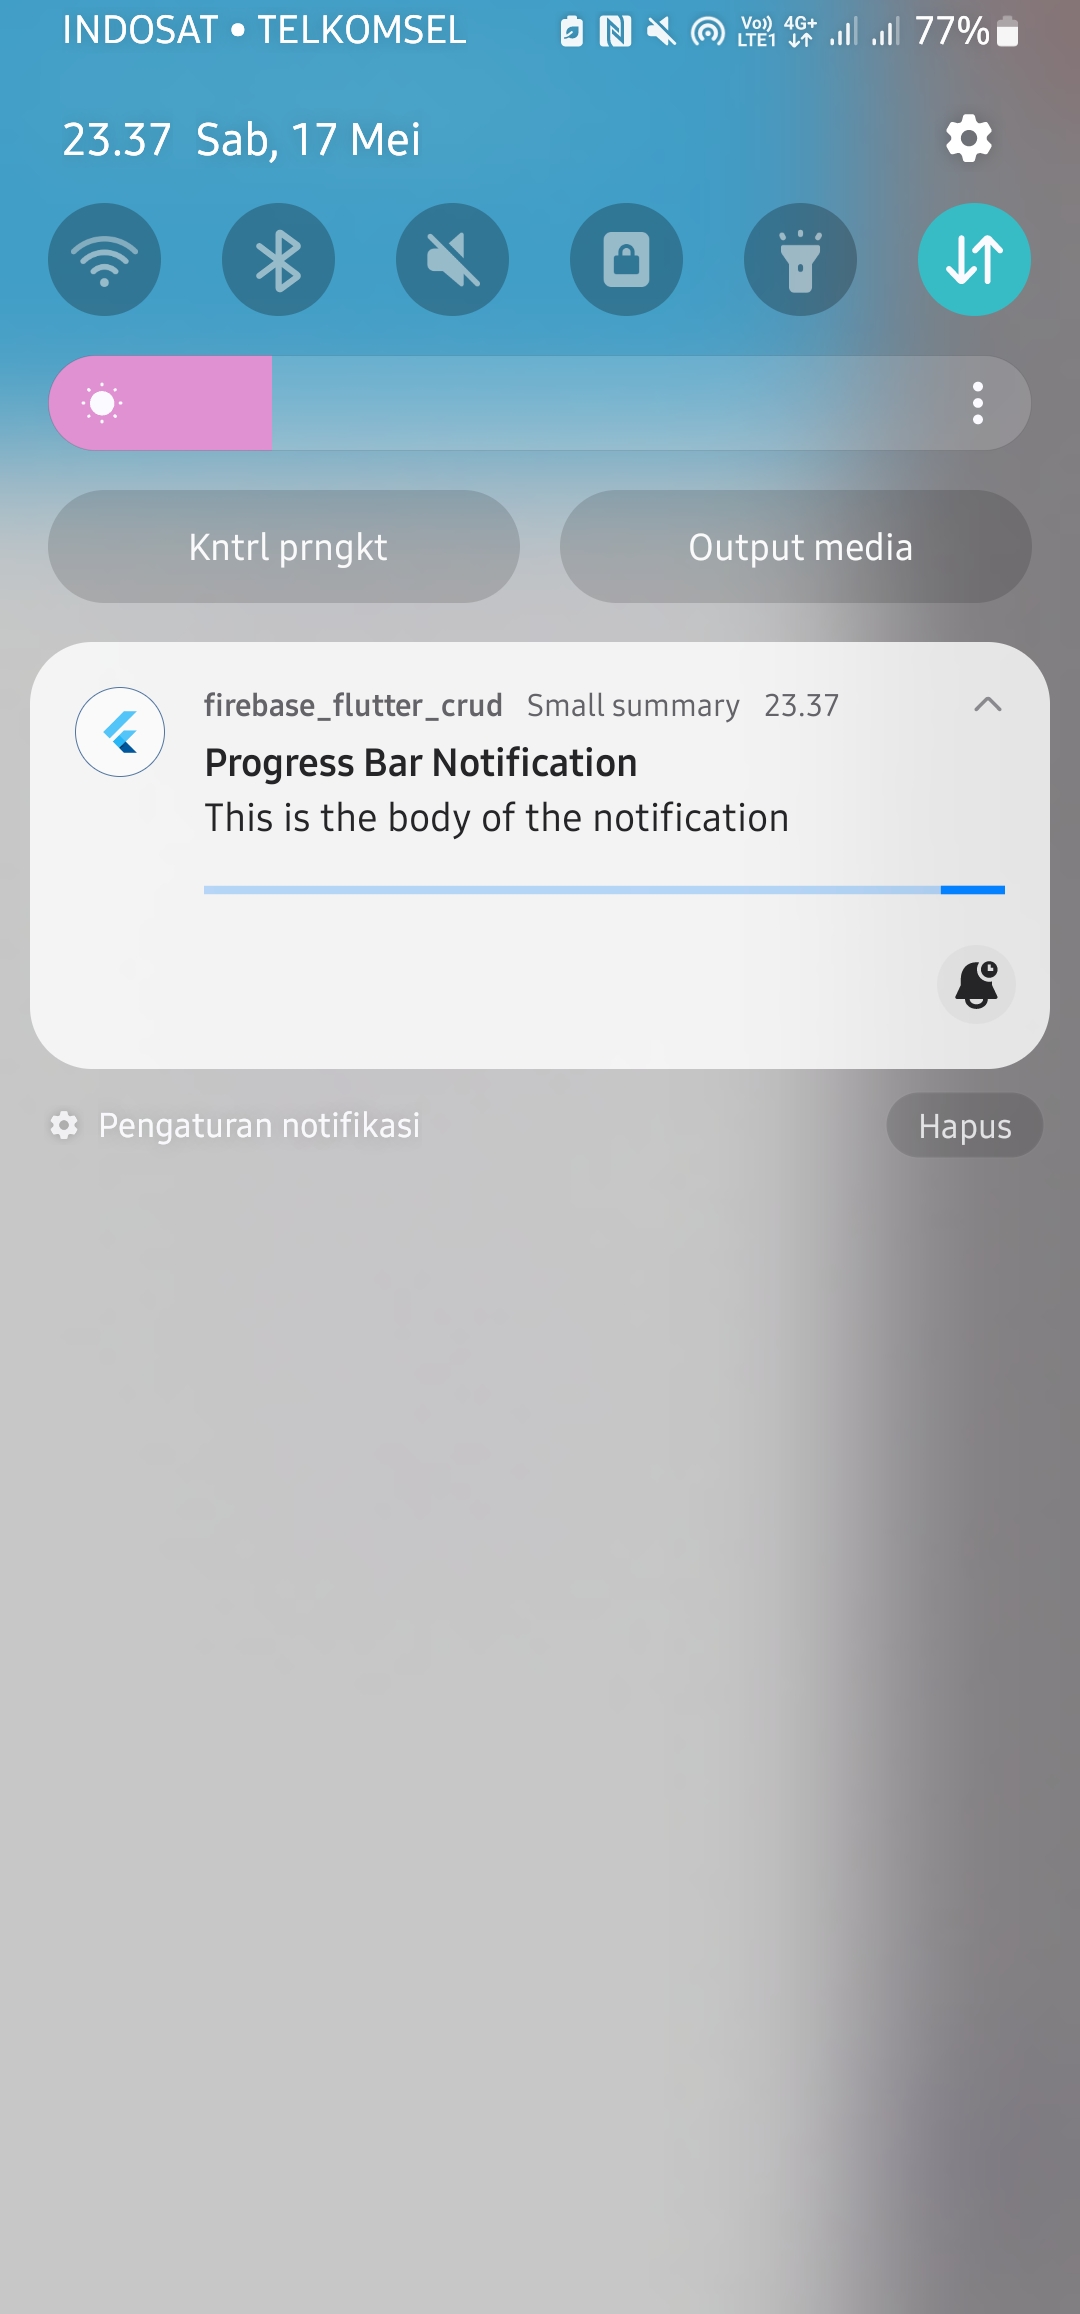 INDOSAT • TELKOMSEL Vo)) LTE1 4G+ 77%
23.37 Sab, 17 Mei
Kntrl prngkt Output media
firebase_flutter_crud Small summary 23.37
Progress Bar Notification
This is the body of the notification
Pengaturan notifikasi Hapus